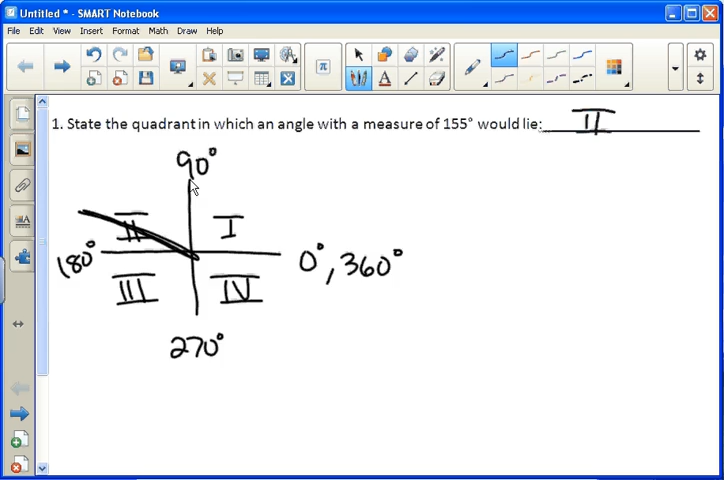 Untitled * - SMART Notebook
File Edit View Insert Format Math Draw Help
π
A
1. State the quadrant in which an angle with a measure of 155° would lie: II
90°
II I
180° 0°, 360°
III IV
270°